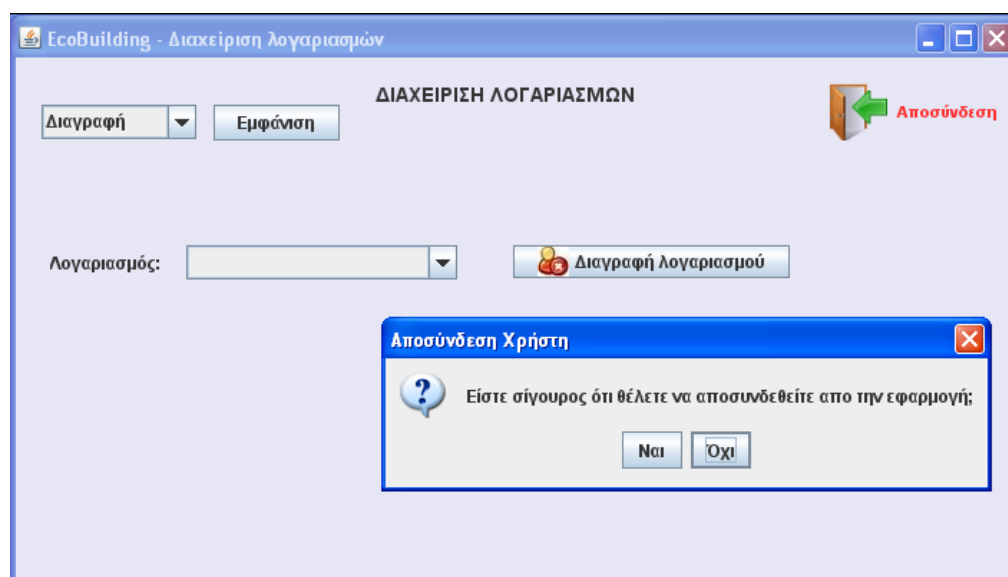 EcoBuilding - Διαχείριση λογαριασμών
ΔΙΑΧΕΙΡΙΣΗ ΛΟΓΑΡΙΑΣΜΩΝ
Διαγραφή
Εμφάνιση
Αποσύνδεση
Λογαριασμός:
Διαγραφή λογαριασμού
Αποσύνδεση Χρήστη
Είστε σίγουρος ότι θέλετε να αποσυνδεθείτε απο την εφαρμογή;
Ναι
Όχι